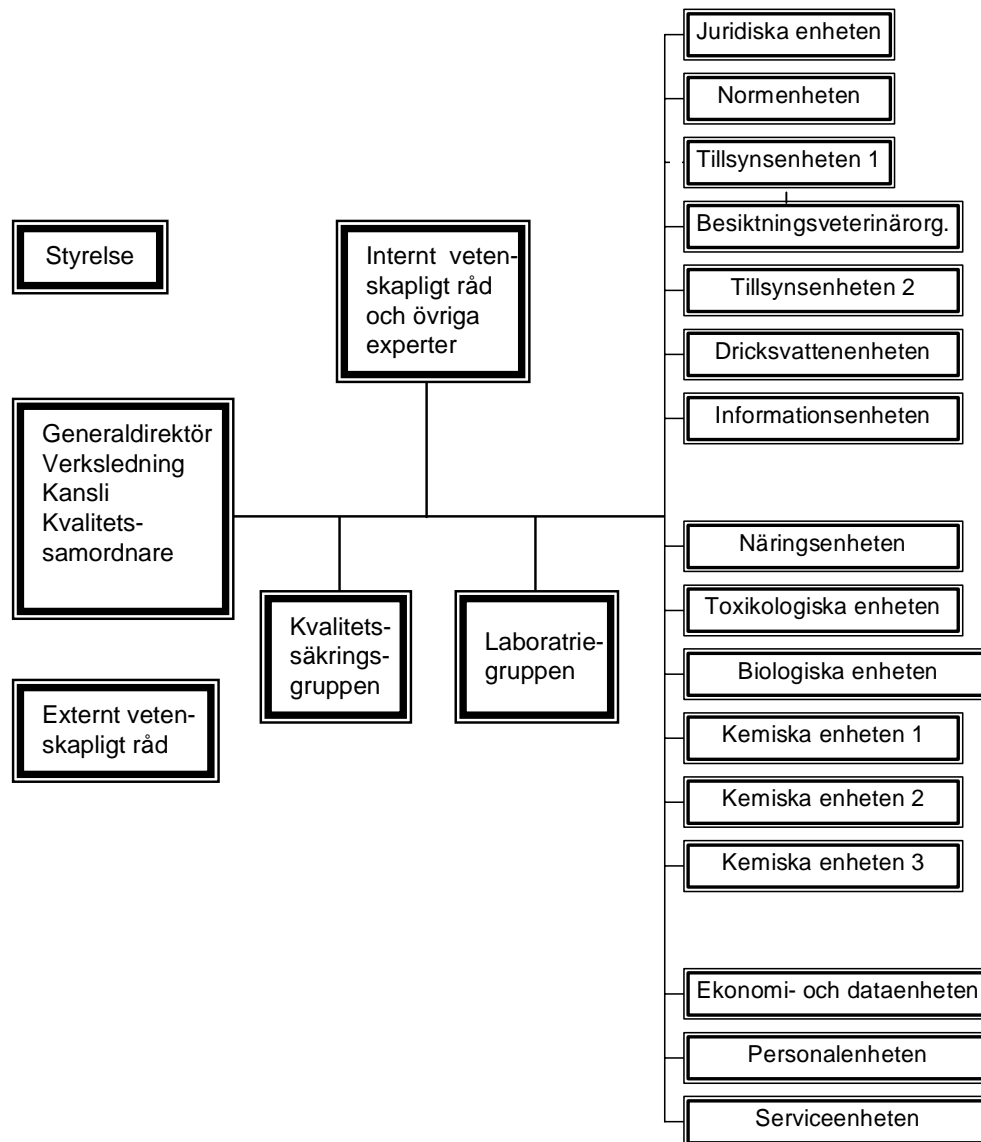 Styrelse
Generaldirektör
Verksledning
Kansli
Kvalitets-
samordnare
Externt veten-
skapligt råd
Internt veten-
skapligt råd
och övriga
experter
Kvalitets-
säkrings-
gruppen
Laboratrie-
gruppen
Juridiska enheten
Normenheten
Tillsynsenheten 1
Besiktningsveterinärorg.
Tillsynsenheten 2
Dricksvattenenheten
Informationsenheten
Näringsenheten
Toxikologiska enheten
Biologiska enheten
Kemiska enheten 1
Kemiska enheten 2
Kemiska enheten 3
Ekonomi- och dataenheten
Personalenheten
Serviceenheten